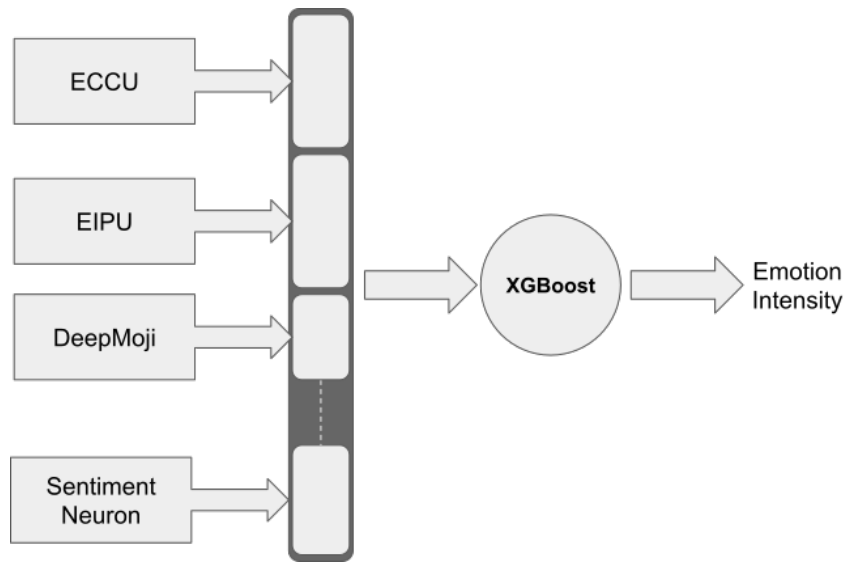 ECCU
EIPU
DeepMoji
Sentiment
Neuron
XGBoost
Emotion
Intensity